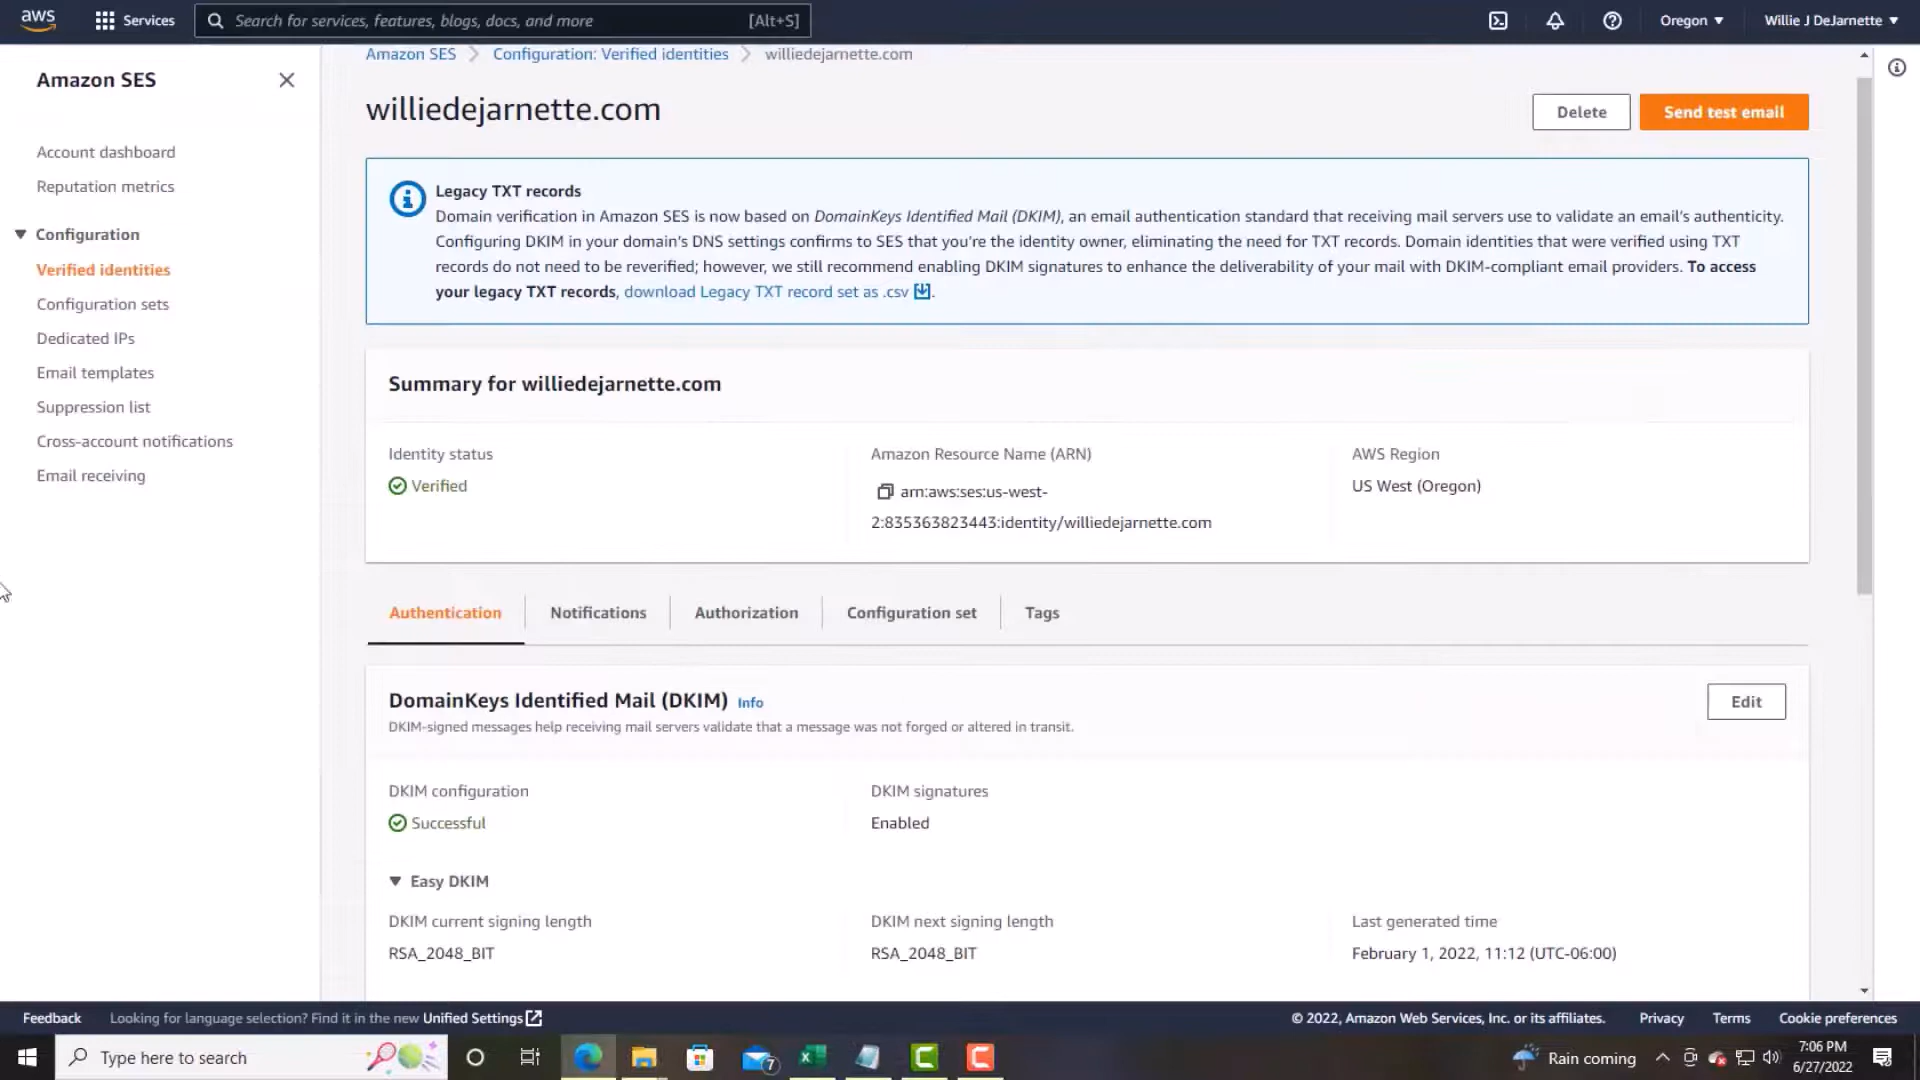 aws
Services
Search for services, features, blogs, docs, and more
[Alt+S]
Oregon ▼
Willie J DeJarnette ▼
Amazon SES
Account dashboard
Reputation metrics
Configuration
Verified identities
Configuration sets
Dedicated IPs
Email templates
Suppression list
Cross-account notifications
Email receiving
Amazon SES
Configuration: Verified identities
williedejarnette.com
williedejarnette.com
Delete
Send test email
Legacy TXT records
Domain verification in Amazon SES is now based on DomainKeys Identified Mail (DKIM), an email authentication standard that receiving mail servers use to validate an email's authenticity.
Configuring DKIM in your domain's DNS settings confirms to SES that you're the identity owner, eliminating the need for TXT records. Domain identities that were verified using TXT
records do not need to be reverified; however, we still recommend enabling DKIM signatures to enhance the deliverability of your mail with DKIM-compliant email providers. To access
your legacy TXT records, download Legacy TXT record set as .csv.
Summary for williedejarnette.com
Identity status
Verified
Amazon Resource Name (ARN)
arn:aws:ses:us-west-
2:835363823443:identity/williedejarnette.com
AWS Region
US West (Oregon)
Authentication
Notifications
Authorization
Configuration set
Tags
DomainKeys Identified Mail (DKIM) Info
DKIM-signed messages help receiving mail servers validate that a message was not forged or altered in transit.
Edit
DKIM configuration
Successful
DKIM signatures
Enabled
Easy DKIM
DKIM current signing length
RSA_2048_BIT
DKIM next signing length
RSA_2048_BIT
Last generated time
February 1, 2022, 11:12 (UTC-06:00)
Feedback
Looking for language selection? Find it in the new Unified Settings
© 2022, Amazon Web Services, Inc. or its affiliates.
Privacy
Terms
Cookie preferences
Type here to search
7
Rain coming
7:06 PM
6/27/2022